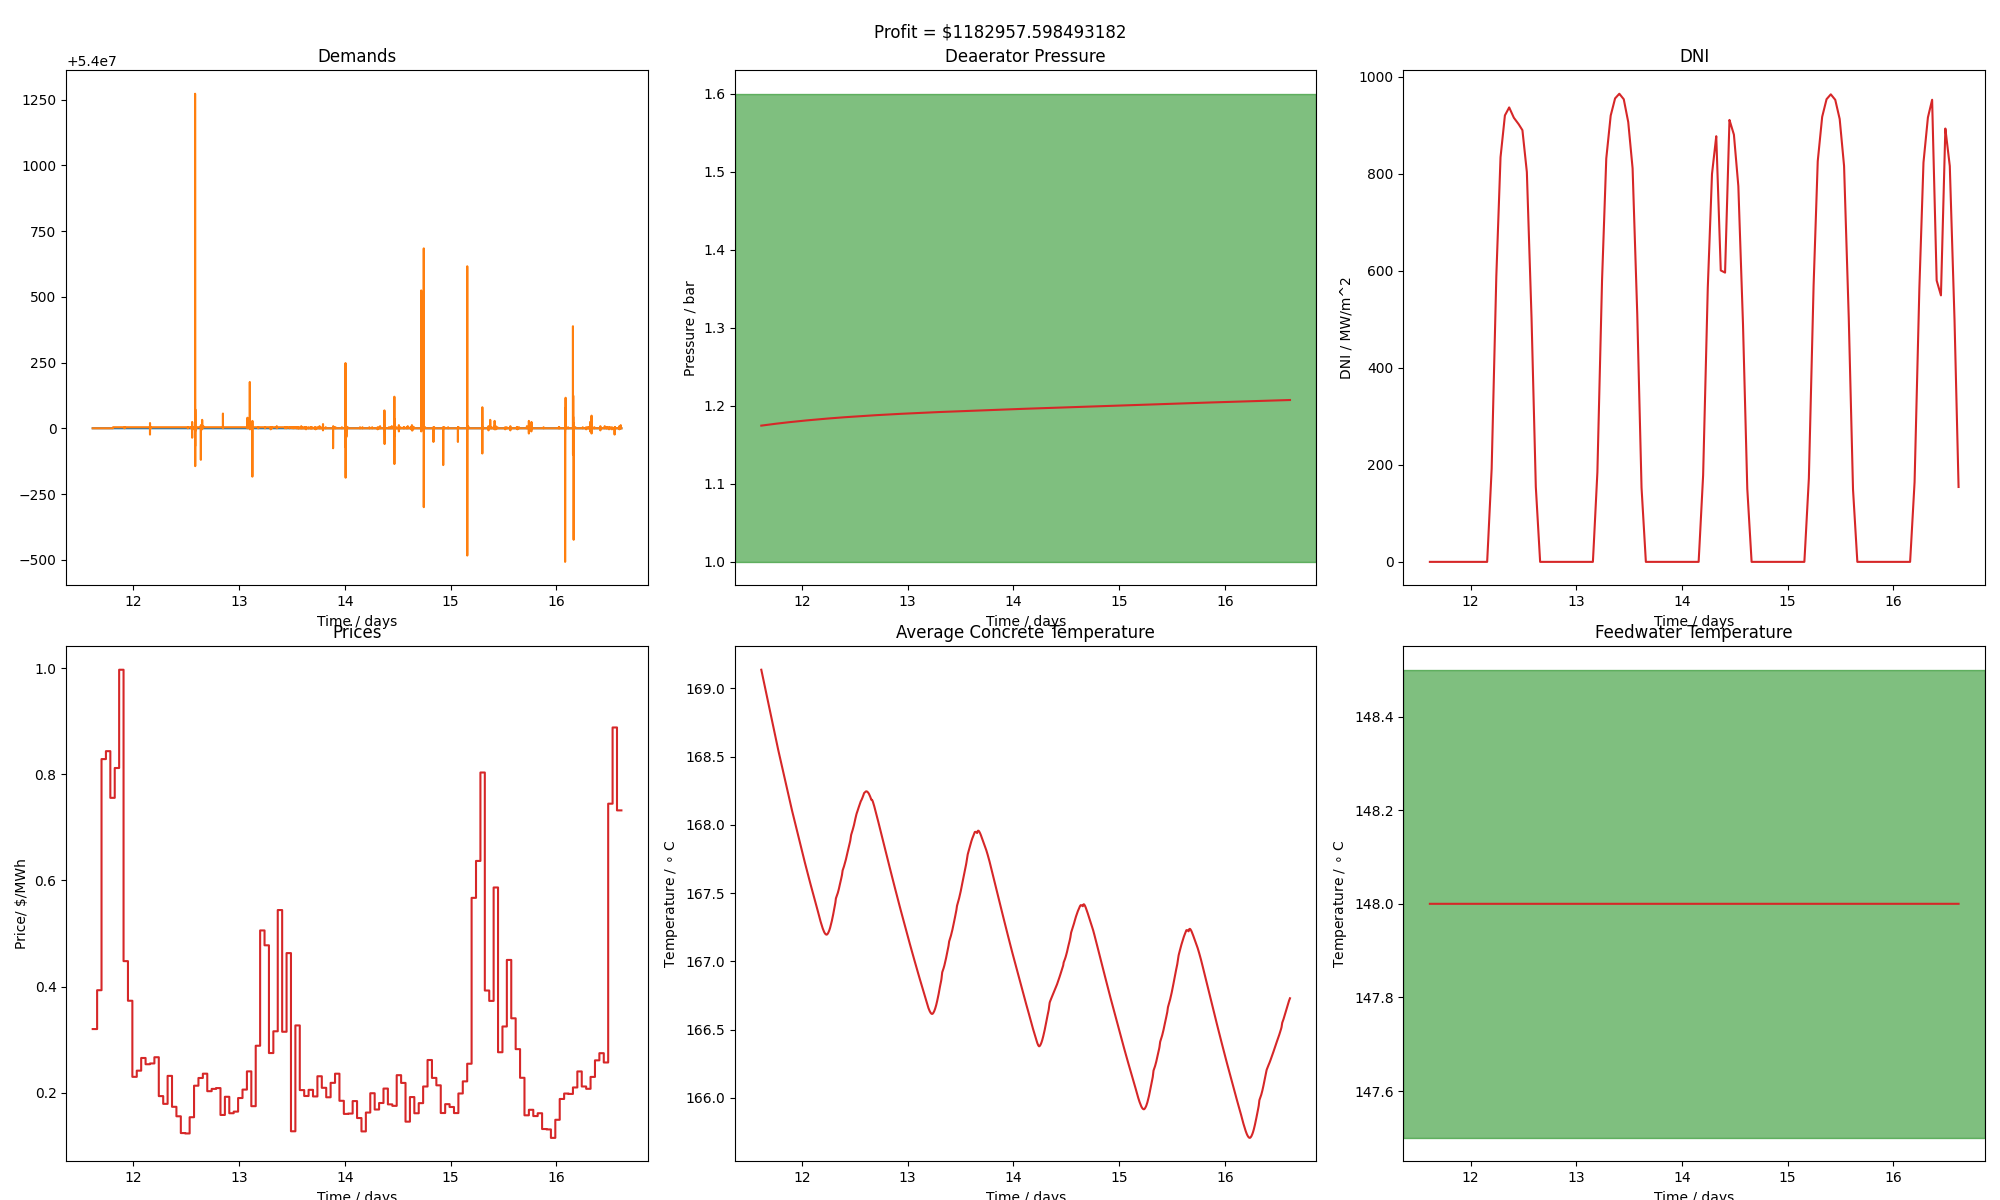 Profit = $1182957.598493182
Demands
+5.4e7
1250
1000
750
500
250
0
−250
−500
12 13 14 15 16
Time / days
Deaerator Pressure
Pressure / bar
1.6
1.5
1.4
1.3
1.2
1.1
1.0
12 13 14 15 16
Time / days
DNI
DNI / MW/m^2
1000
800
600
400
200
0
12 13 14 15 16
Time / days
Prices
Price/ $/MWh
1.0
0.8
0.6
0.4
0.2
12 13 14 15 16
Time / days
Average Concrete Temperature
Temperature / ∘ C
169.0
168.5
168.0
167.5
167.0
166.5
166.0
12 13 14 15 16
Time / days
Feedwater Temperature
Temperature / ∘ C
148.4
148.2
148.0
147.8
147.6
12 13 14 15 16
Time / days